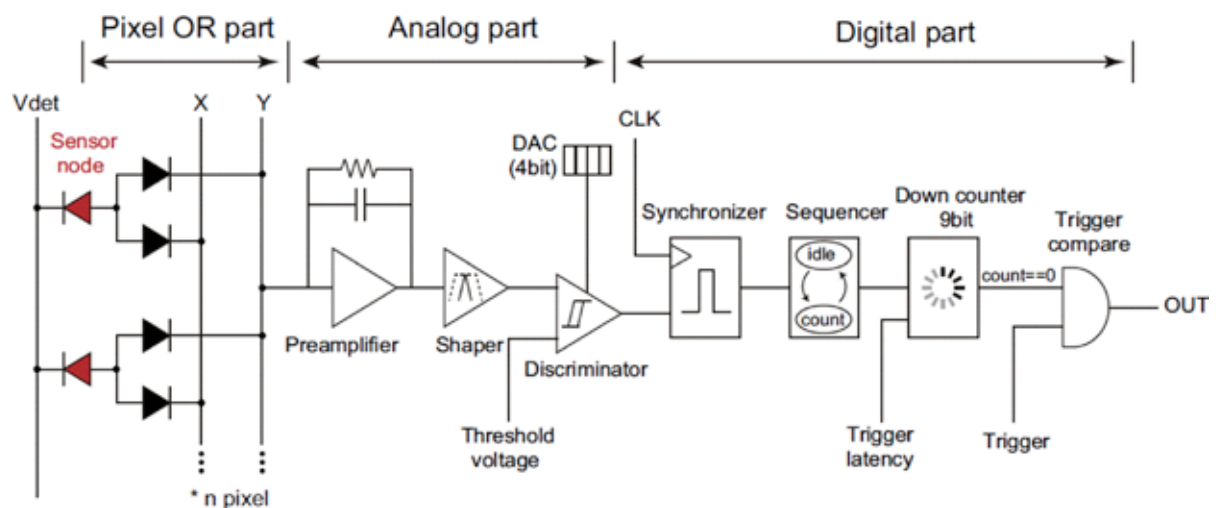 Pixel OR part
Analog part
Digital part
Vdet
X
Y
Sensor
node
DAC
(4bit)
CLK
Synchronizer
Sequencer
Down counter
9bit
Trigger
compare
idle
count
count==0
OUT
Preamplifier
Shaper
Discriminator
Threshold
voltage
Trigger
latency
Trigger
* n pixel